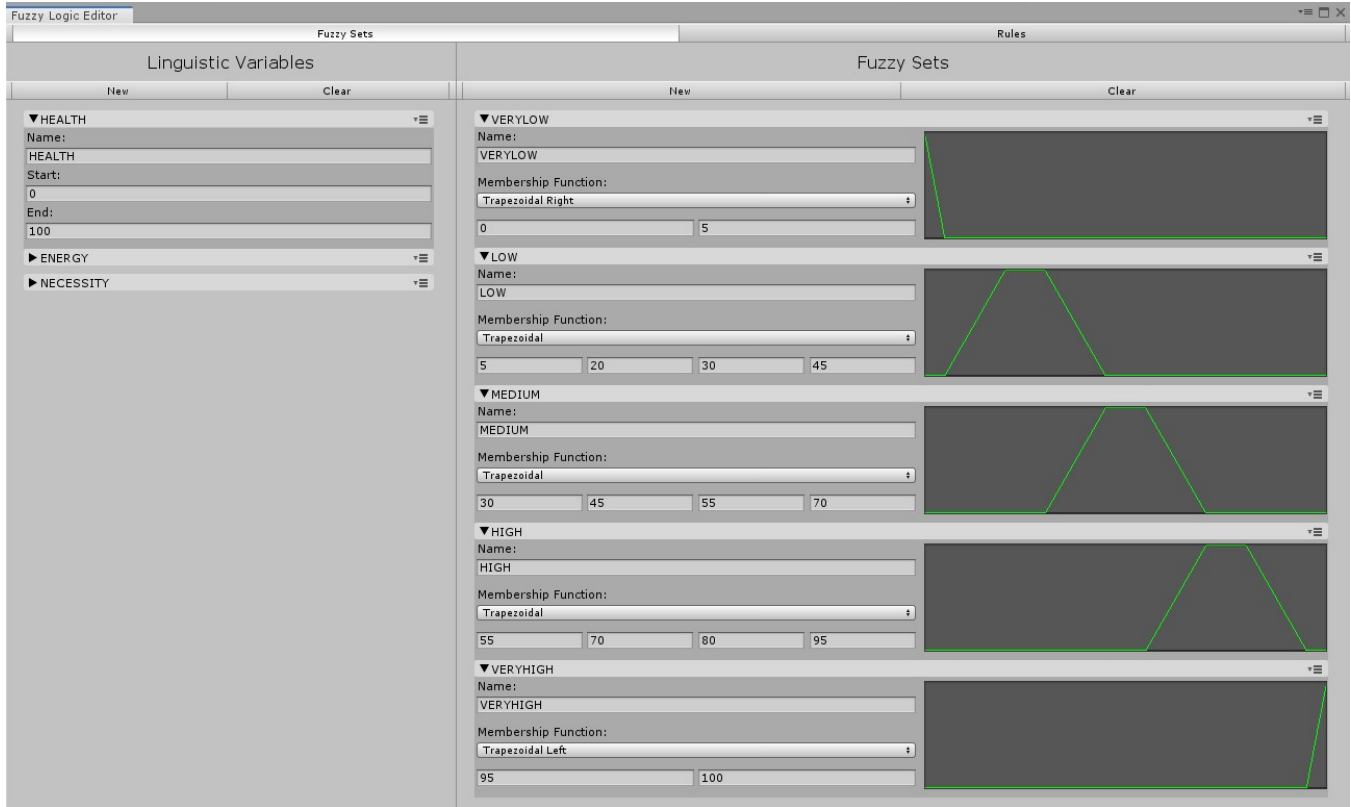 Fuzzy Logic Editor
Fuzzy Sets Rules
Linguistic Variables
New Clear
HEALTH
Name:
HEALTH
Start:
0
End:
100
ENERGY
NECESSITY
Fuzzy Sets
New Clear
VERYLOW
Name:
VERYLOW
Membership Function:
Trapezoidal Right
0 5
LOW
Name:
LOW
Membership Function:
Trapezoidal
5 20 30 45
MEDIUM
Name:
MEDIUM
Membership Function:
Trapezoidal
30 45 55 70
HIGH
Name:
HIGH
Membership Function:
Trapezoidal
55 70 80 95
VERYHIGH
Name:
VERYHIGH
Membership Function:
Trapezoidal Left
95 100